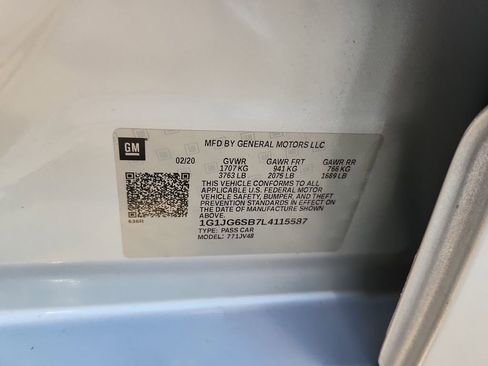 GM
MFD BY GENERAL MOTORS LLC
02/20 GVWR GAWR FRT GAWR RR
1707 KG 941 KG 766 KG
3763 LB 2075 LB 1689 LB
THIS VEHICLE CONFORMS TO ALL
APPLICABLE U.S. FEDERAL MOTOR
VEHICLE SAFETY, BUMPER, AND THEFT
PREVENTION STANDARDS IN EFFECT ON
THE DATE OF MANUFACTURE SHOWN
ABOVE.
1G1JG6SB7L4115587
TYPE: PASS CAR
MODEL: 771JV48